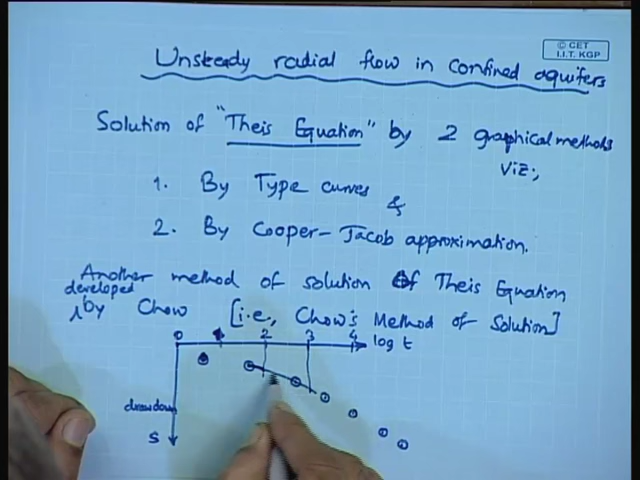 © CET
I.I.T. KGP
Unsteady radial flow in confined aquifers
Solution of "Theis Equation" by 2 graphical methods
viz.,
1. By Type curves &
2. By Cooper-Jacob approximation.
Another method of solution of Theis Equation
developed
by Chow [i.e, Chow's Method of Solution]
0 1 2 3 4
log t
drawdown
s